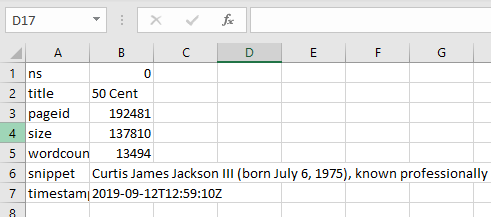 D17
fx
A B C D E F G
1 ns 0
2 title 50 Cent
3 pageid 192481
4 size 137810
5 wordcoun 13494
6 snippet Curtis James Jackson III (born July 6, 1975), known professionally
7 timestamp 2019-09-12T12:59:10Z
8